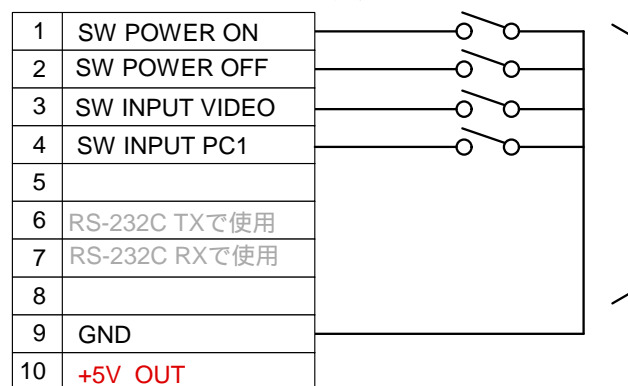 1 SW POWER ON
2 SW POWER OFF
3 SW INPUT VIDEO
4 SW INPUT PC1
5
6 RS-232C TXで使用
7 RS-232C RXで使用
8
9 GND
10 +5V OUT